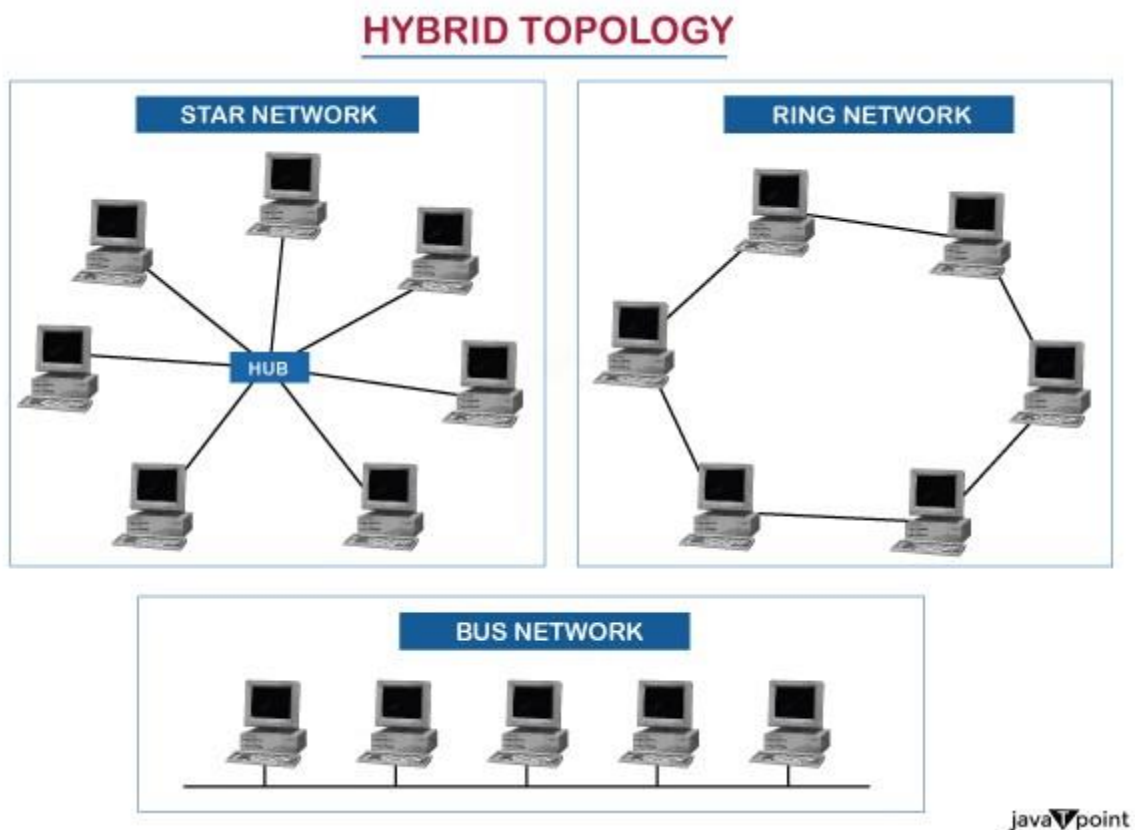 HYBRID TOPOLOGY
STAR NETWORK
RING NETWORK
HUB
BUS NETWORK
javaTpoint